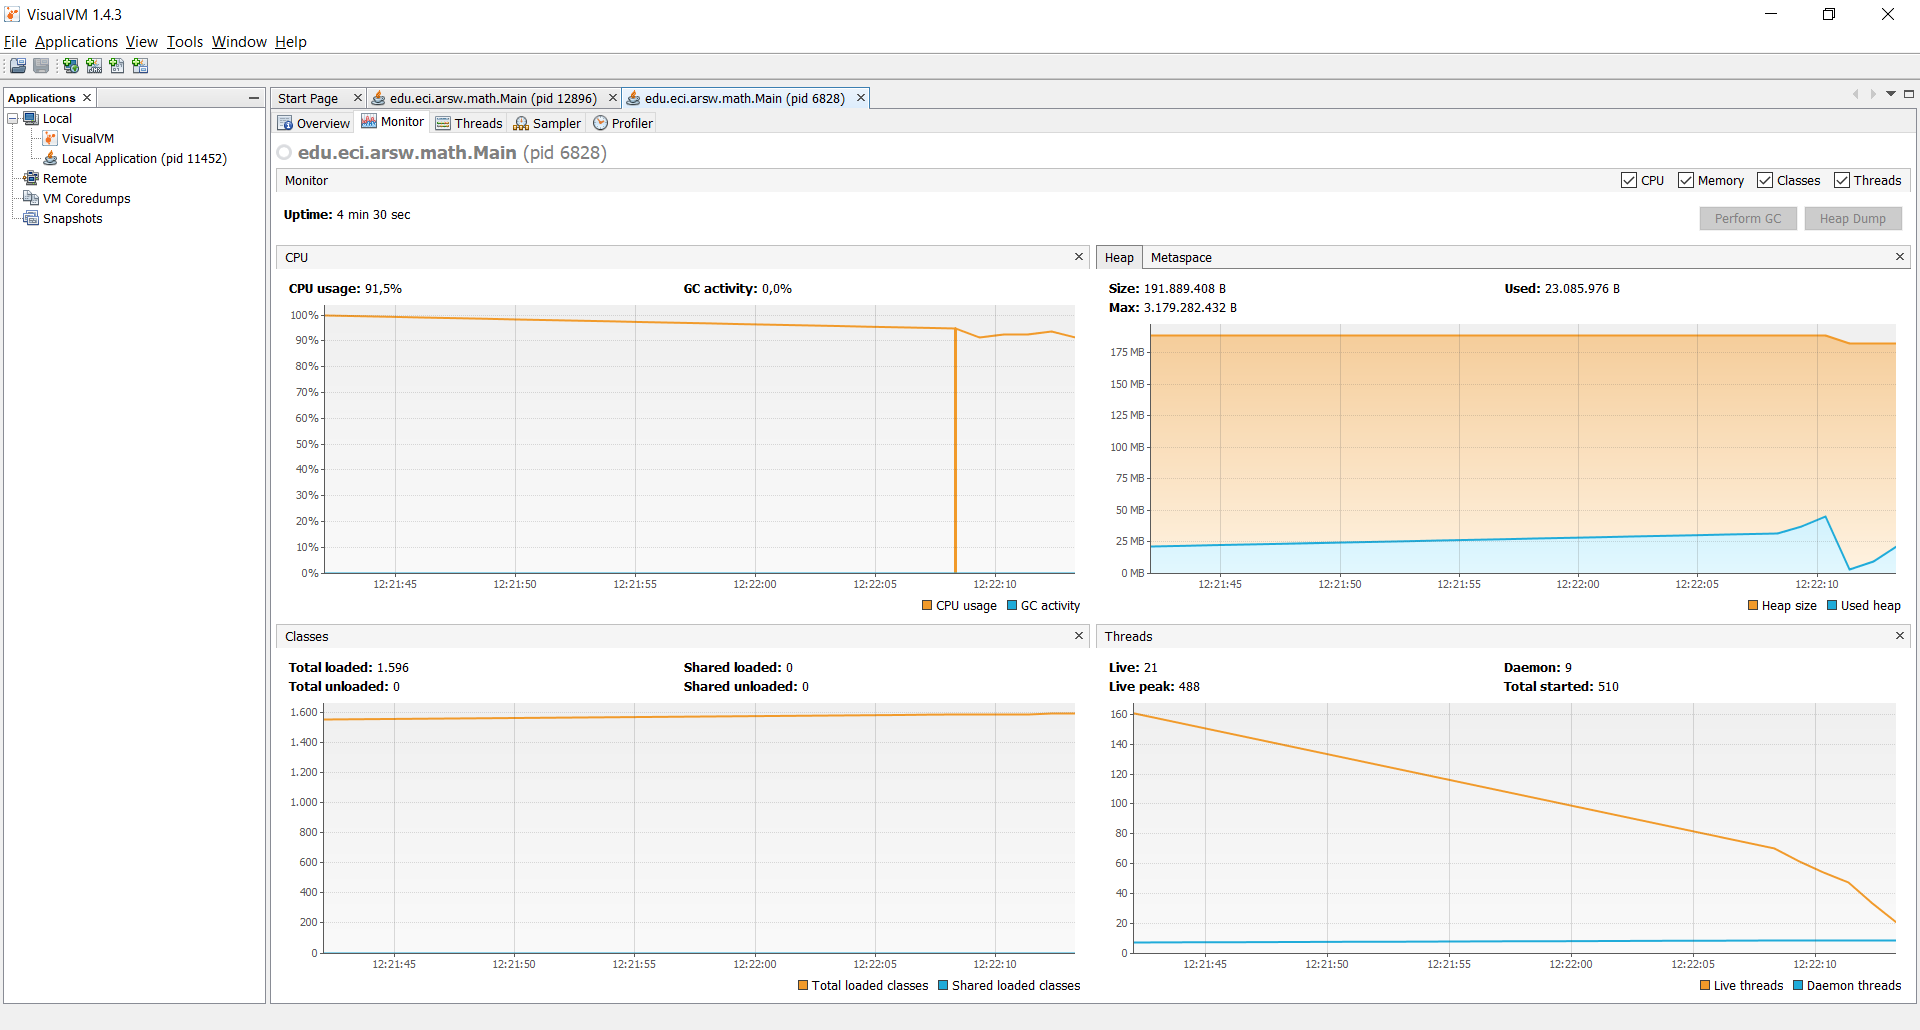 VisualVM 1.4.3
File Applications View Tools Window Help
Applications
Local
VisualVM
Local Application (pid 11452)
Remote
VM Coredumps
Snapshots
Start Page edu.eci.arsw.math.Main (pid 12896) edu.eci.arsw.math.Main (pid 6828)
Overview Monitor Threads Sampler Profiler
edu.eci.arsw.math.Main (pid 6828)
Monitor CPU Memory Classes Threads
Uptime: 4 min 30 sec
Perform GC Heap Dump
CPU
CPU usage: 91,5% GC activity: 0,0%
100%
90%
80%
70%
60%
50%
40%
30%
20%
10%
0%
12:21:45 12:21:50 12:21:55 12:22:00 12:22:05 12:22:10
CPU usage GC activity
Heap Metaspace
Size: 191.889.408 B Used: 23.085.976 B
Max: 3.179.282.432 B
175 MB
150 MB
125 MB
100 MB
75 MB
50 MB
25 MB
0 MB
12:21:45 12:21:50 12:21:55 12:22:00 12:22:05 12:22:10
Heap size Used heap
Classes
Total loaded: 1.596 Shared loaded: 0
Total unloaded: 0 Shared unloaded: 0
1.600
1.400
1.200
1.000
800
600
400
200
0
12:21:45 12:21:50 12:21:55 12:22:00 12:22:05 12:22:10
Total loaded classes Shared loaded classes
Threads
Live: 21 Daemon: 9
Live peak: 488 Total started: 510
160
140
120
100
80
60
40
20
0
12:21:45 12:21:50 12:21:55 12:22:00 12:22:05 12:22:10
Live threads Daemon threads